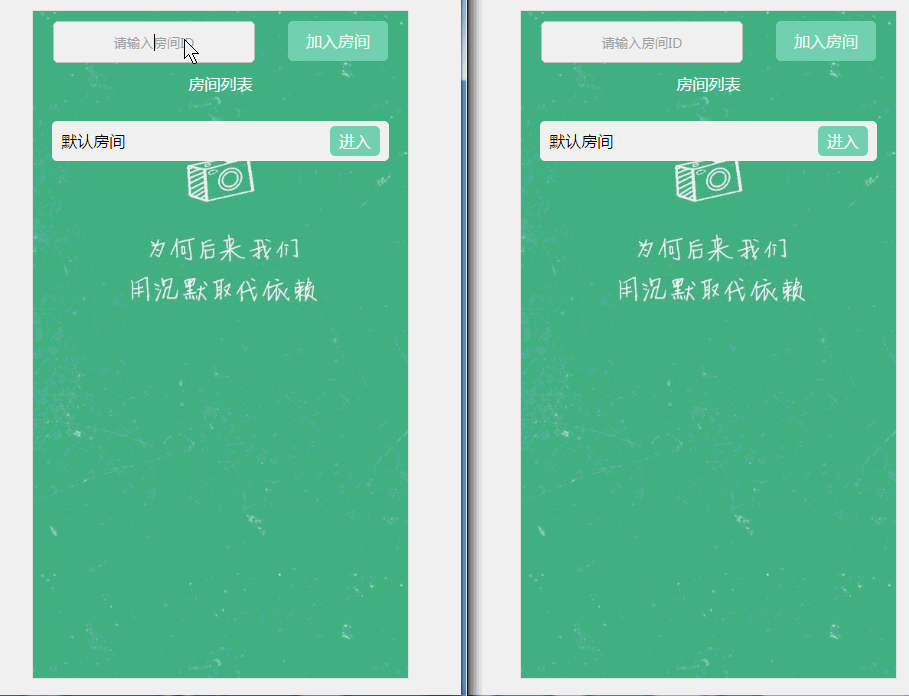 请输入房间ID 加入房间
房间列表
默认房间 进入
为何后来我们
用沉默取代依赖
请输入房间ID 加入房间
房间列表
默认房间 进入
为何后来我们
用沉默取代依赖